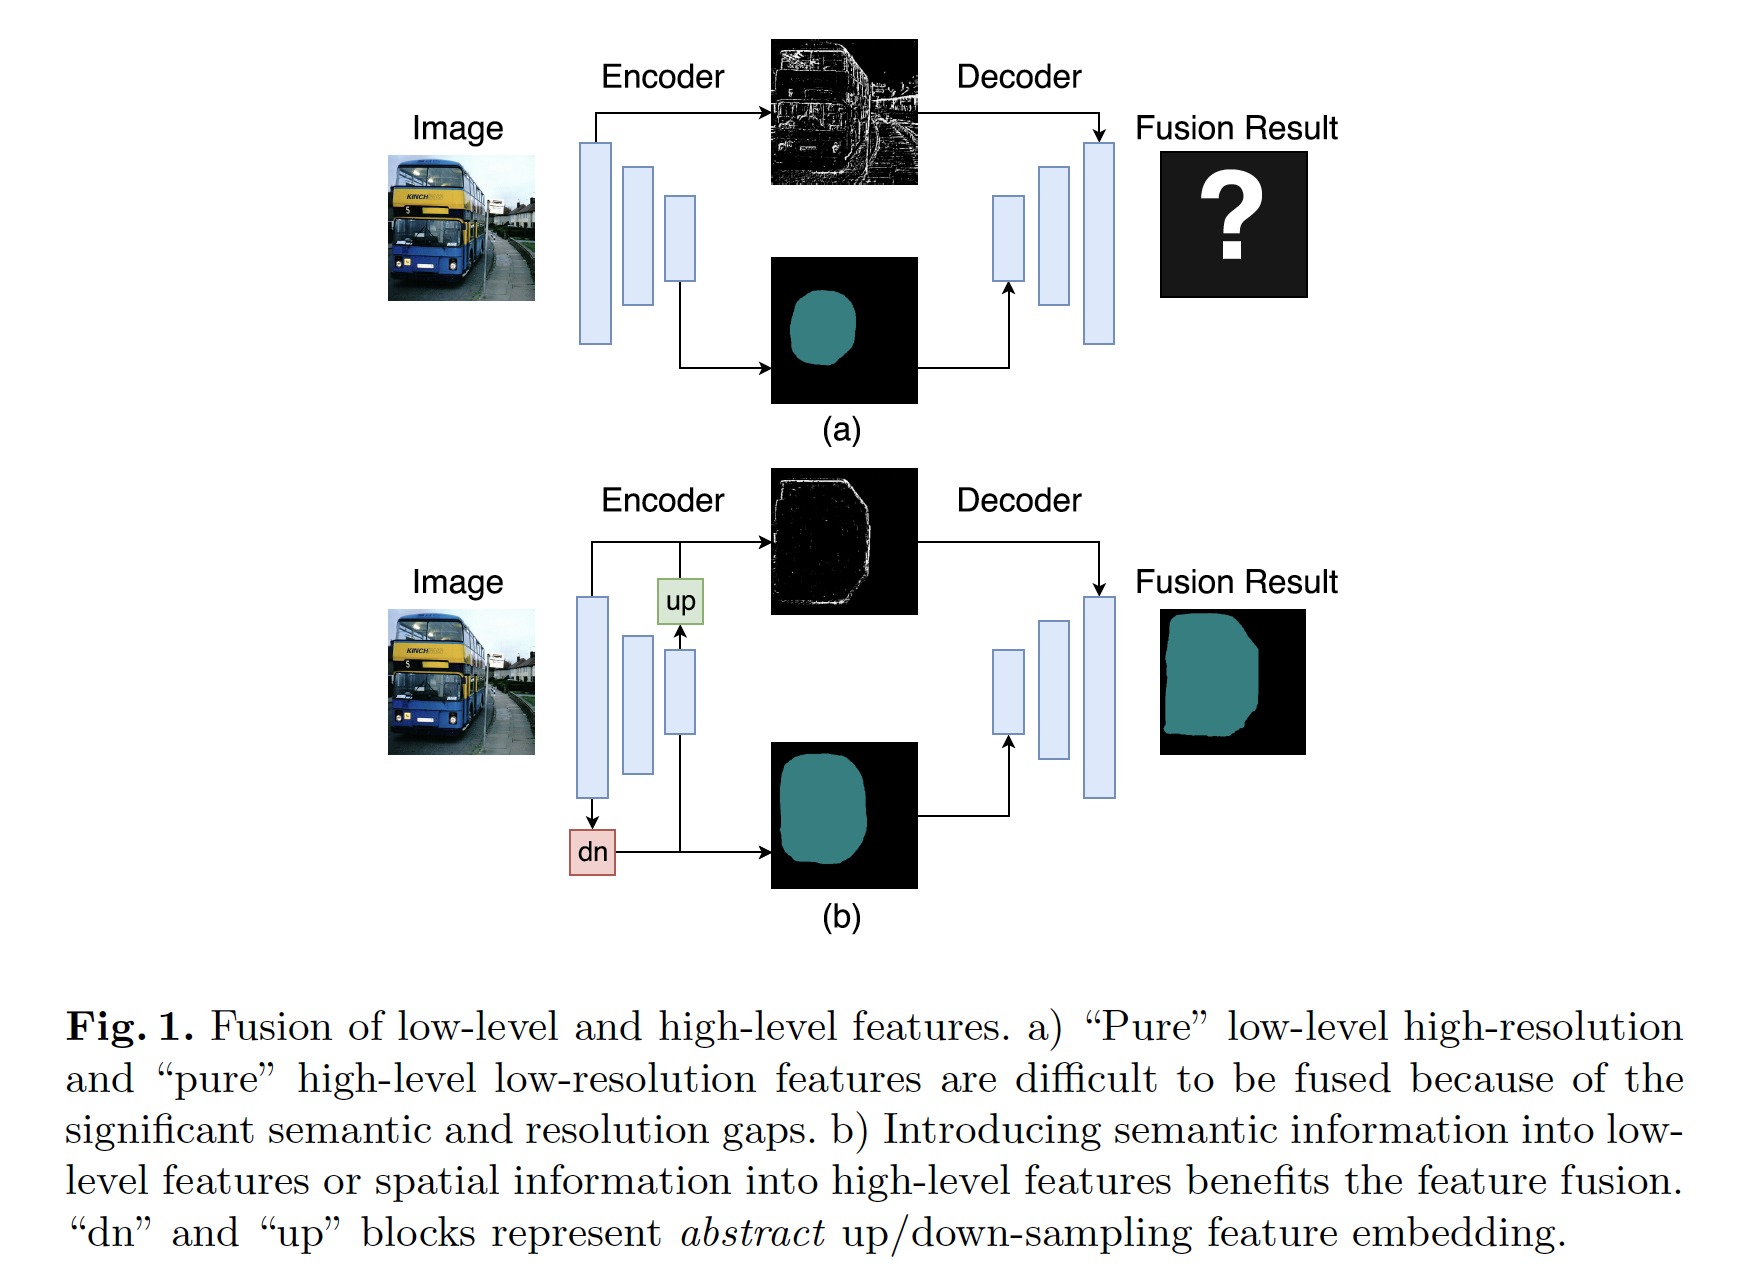 Encoder
Decoder
Image
Fusion Result
KINCHBUS
5
?
(a)
Encoder
Decoder
Image
Fusion Result
up
KINCHBUS
5
dn
(b)
Fig. 1. Fusion of low-level and high-level features. a) “Pure” low-level high-resolution
and “pure” high-level low-resolution features are difficult to be fused because of the
significant semantic and resolution gaps. b) Introducing semantic information into low-
level features or spatial information into high-level features benefits the feature fusion.
“dn” and “up” blocks represent abstract up/down-sampling feature embedding.